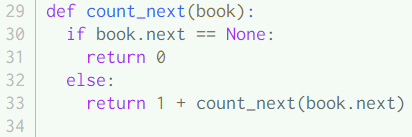 29 def count_next(book):
30   if book.next == None:
31     return 0
32   else:
33     return 1 + count_next(book.next)
34